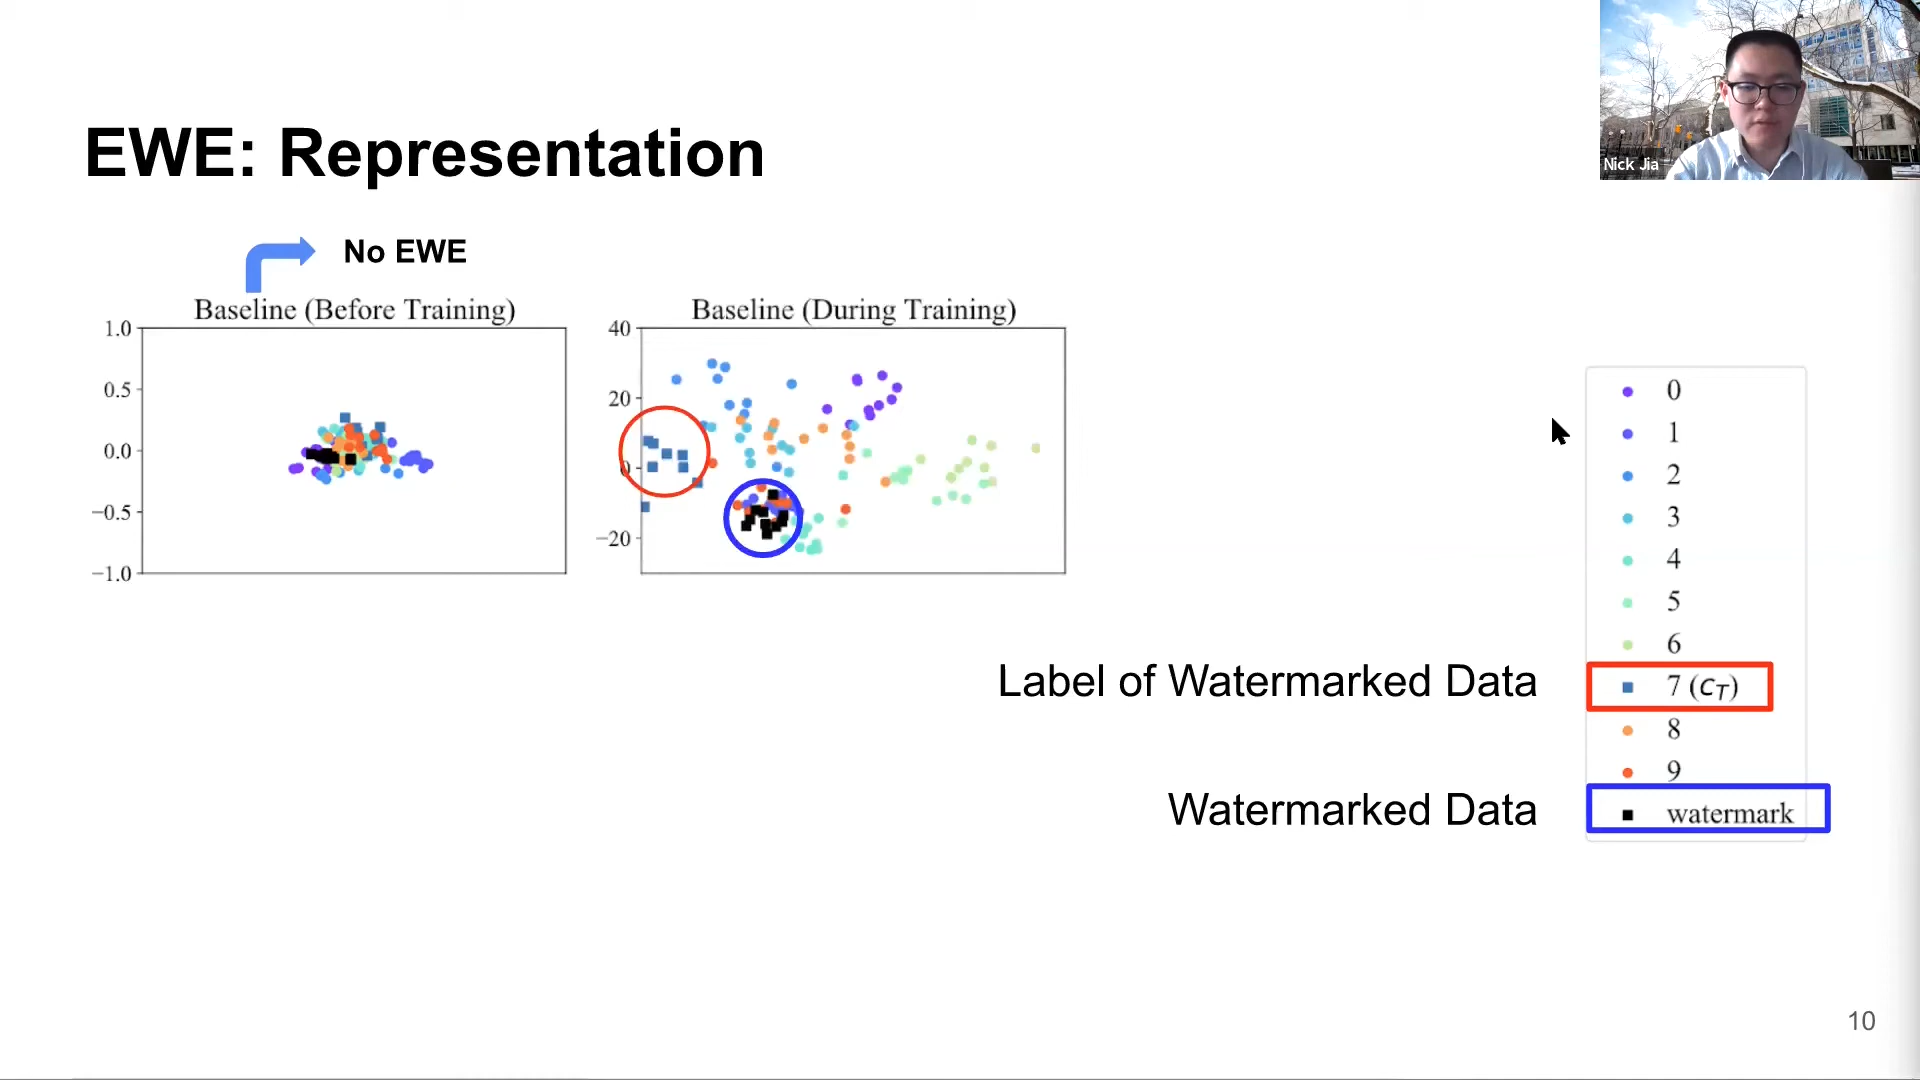 Nick Jia
EWE: Representation
No EWE
Baseline (Before Training)
1.0
0.5
0.0
−0.5
−1.0
Baseline (During Training)
40
20
0
−20
0
1
2
3
4
5
6
Label of Watermarked Data
7 (C_T)
8
9
Watermarked Data
watermark
10